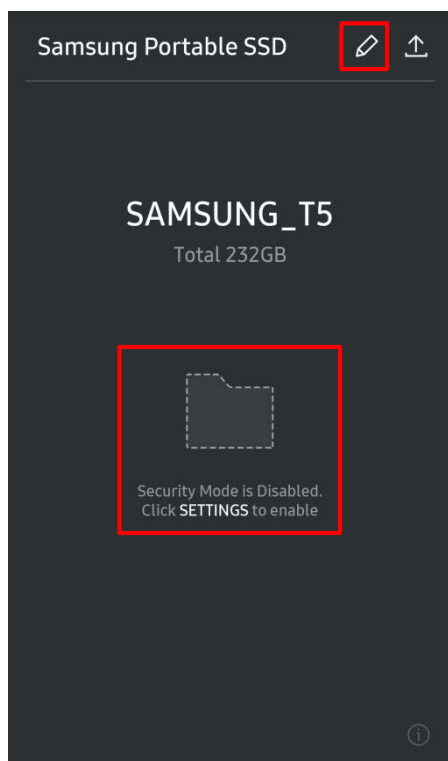 Samsung Portable SSD
SAMSUNG_T5
Total 232GB
Security Mode is Disabled.
Click SETTINGS to enable